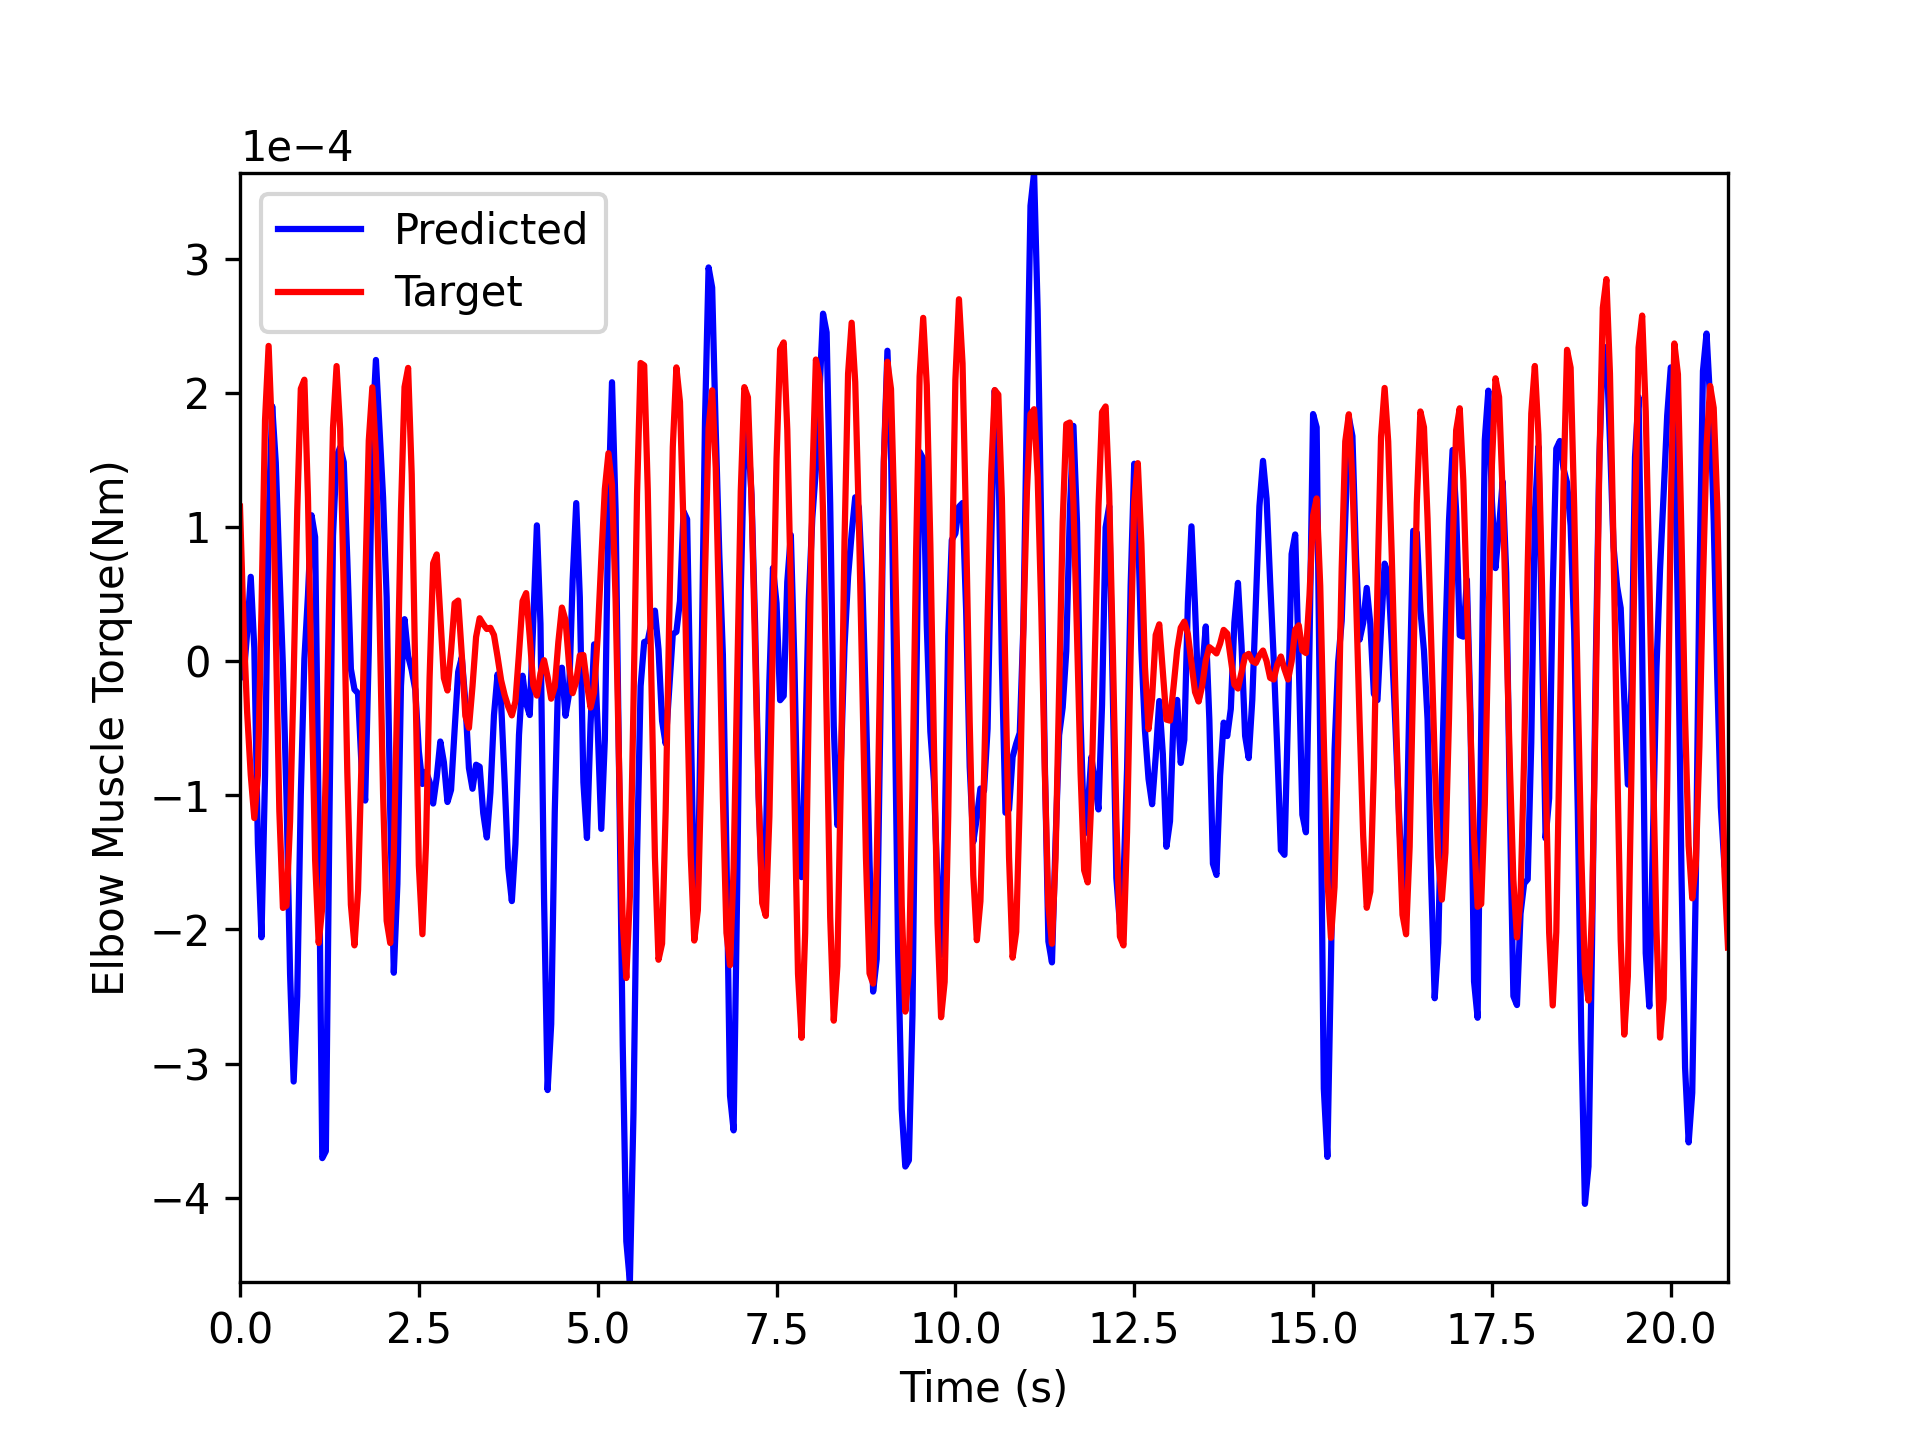 1e−4
Predicted
Target
3
2
1
0
−1
−2
−3
−4
Elbow Muscle Torque(Nm)
0.0 2.5 5.0 7.5 10.0 12.5 15.0 17.5 20.0
Time (s)